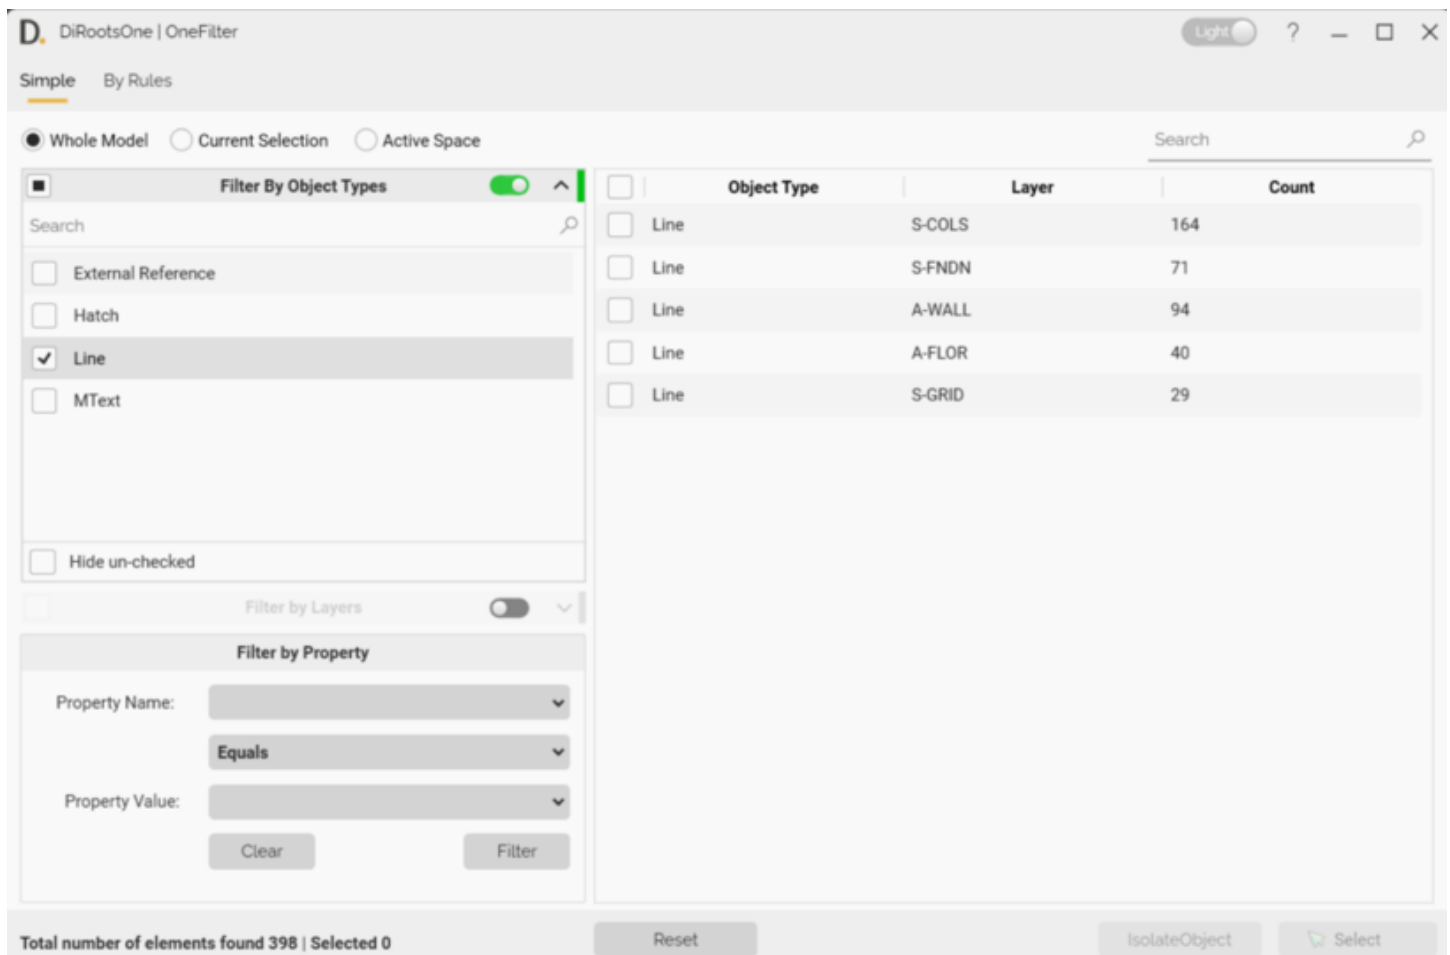 D. DiRootsOne | OneFilter Light ?
Simple By Rules
Whole Model Current Selection Active Space Search
Filter By Object Types
Search
External Reference
Hatch
Line
MText
Hide un-checked
Filter by Layers
Filter by Property
Property Name:
Equals
Property Value:
Clear Filter
Object Type Layer Count
Line S-COLS 164
Line S-FNDN 71
Line A-WALL 94
Line A-FLOR 40
Line S-GRID 29
Total number of elements found 398 | Selected 0 Reset IsolateObject Select